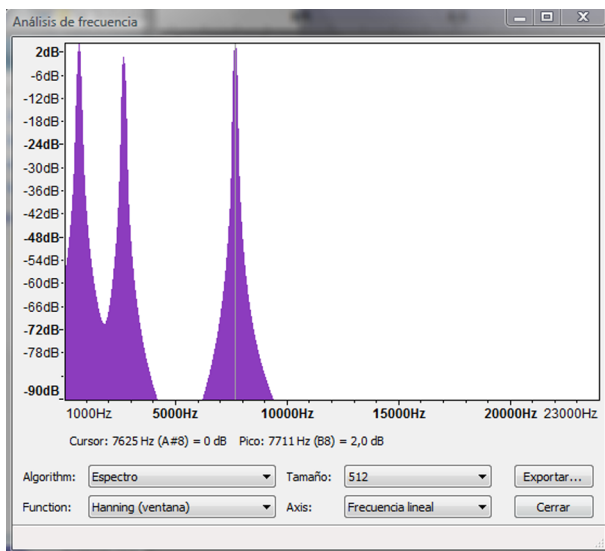 Análisis de frecuencia
2dB
-6dB
-12dB
-18dB
-24dB
-30dB
-36dB
-42dB
-48dB
-54dB
-60dB
-66dB
-72dB
-78dB
-90dB
1000Hz 5000Hz 10000Hz 15000Hz 20000Hz 23000Hz
Cursor: 7625 Hz (A#8) = 0 dB Pico: 7711 Hz (B8) = 2,0 dB
Algorithm: Espectro Tamaño: 512 Exportar...
Function: Hanning (ventana) Axis: Frecuencia lineal Cerrar